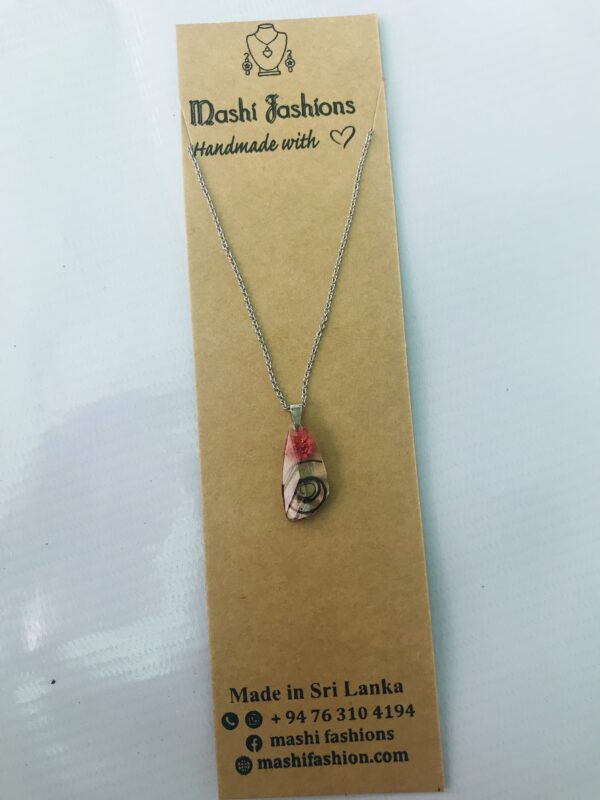 Mashi Fashions
Handmade with
Made in Sri Lanka
+ 94 76 310 4194
mashi fashions
mashifashion.com